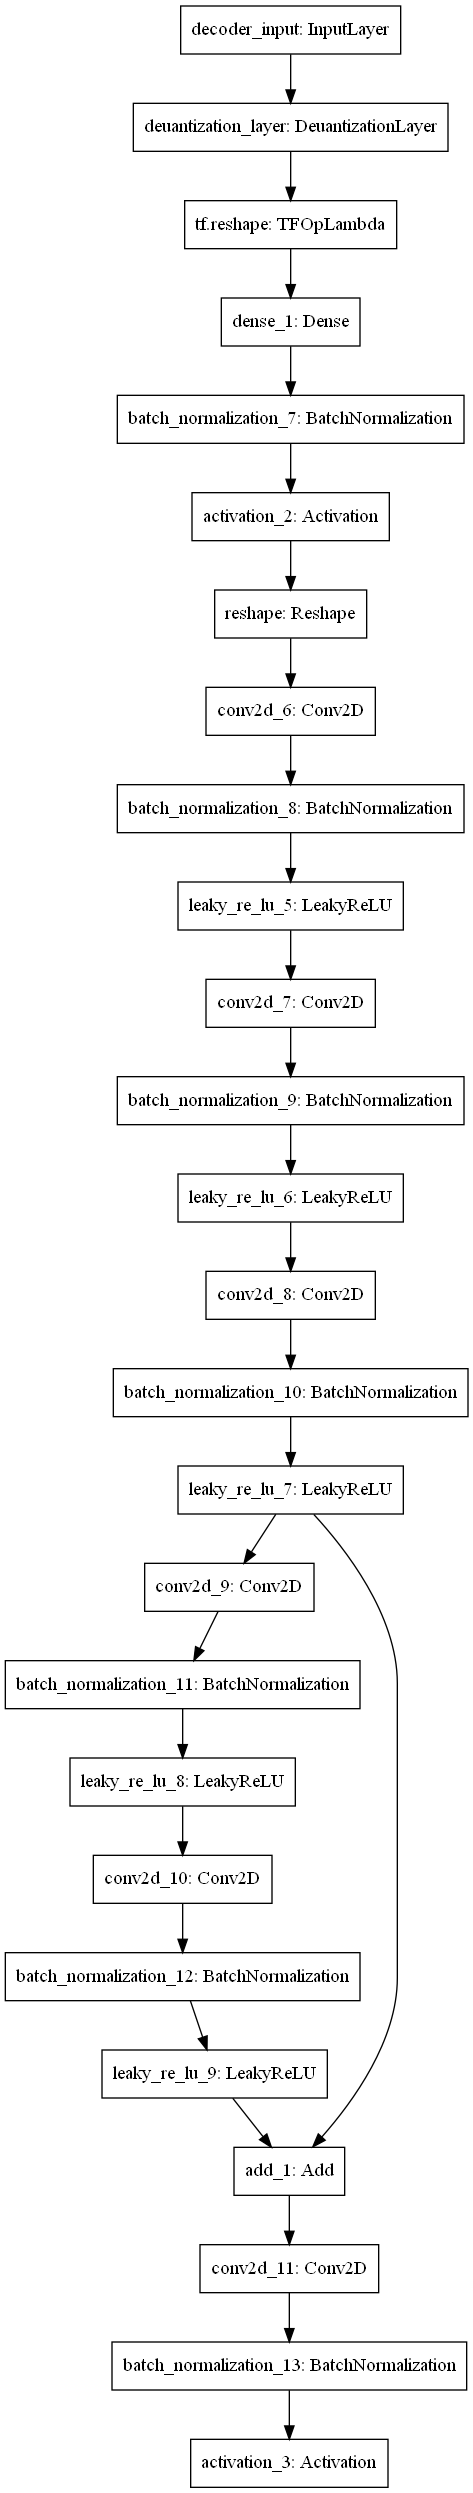 decoder_input: InputLayer
deuantization_layer: DeuantizationLayer
tf.reshape: TFOpLambda
dense_1: Dense
batch_normalization_7: BatchNormalization
activation_2: Activation
reshape: Reshape
conv2d_6: Conv2D
batch_normalization_8: BatchNormalization
leaky_re_lu_5: LeakyReLU
conv2d_7: Conv2D
batch_normalization_9: BatchNormalization
leaky_re_lu_6: LeakyReLU
conv2d_8: Conv2D
batch_normalization_10: BatchNormalization
leaky_re_lu_7: LeakyReLU
conv2d_9: Conv2D
batch_normalization_11: BatchNormalization
leaky_re_lu_8: LeakyReLU
conv2d_10: Conv2D
batch_normalization_12: BatchNormalization
leaky_re_lu_9: LeakyReLU
add_1: Add
conv2d_11: Conv2D
batch_normalization_13: BatchNormalization
activation_3: Activation